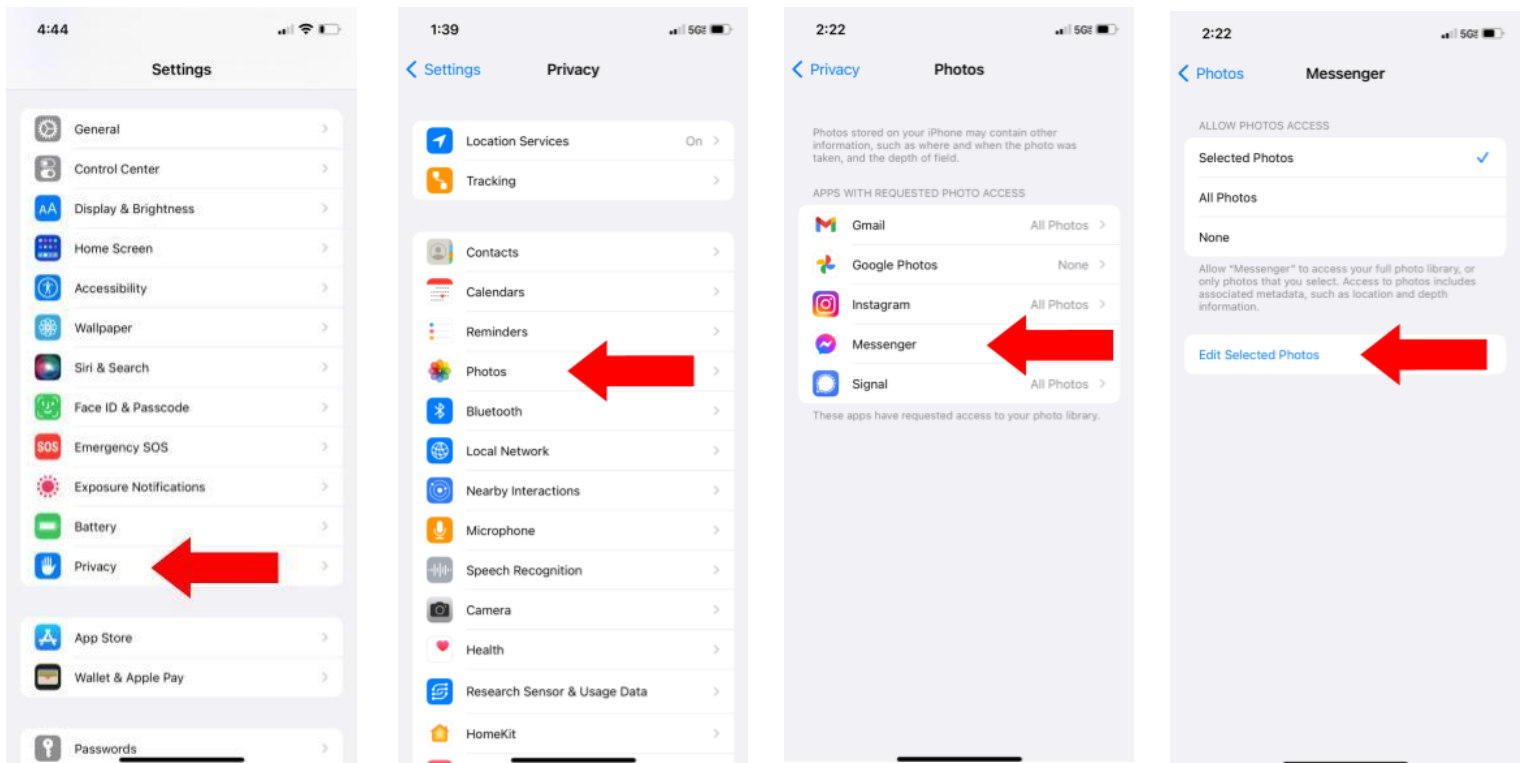 4:44
Settings
General
Control Center
AA Display & Brightness
Home Screen
Accessibility
Wallpaper
Siri & Search
Face ID & Passcode
SOS Emergency SOS
Exposure Notifications
Battery
Privacy
App Store
Wallet & Apple Pay
Passwords
1:39
5G
Settings Privacy
Location Services On
Tracking
Contacts
Calendars
Reminders
Photos
Bluetooth
Local Network
Nearby Interactions
Microphone
Speech Recognition
Camera
Health
Research Sensor & Usage Data
HomeKit
2:22
5G
Privacy Photos
Photos stored on your iPhone may contain other
information, such as where and when the photo was
taken, and the depth of field.
APPS WITH REQUESTED PHOTO ACCESS
Gmail All Photos
Google Photos None
Instagram All Photos
Messenger
Signal All Photos
These apps have requested access to your photo library.
2:22
5G
Photos Messenger
ALLOW PHOTOS ACCESS
Selected Photos
All Photos
None
Allow "Messenger" to access your full photo library, or
only photos that you select. Access to photos includes
associated metadata, such as location and depth
information.
Edit Selected Photos